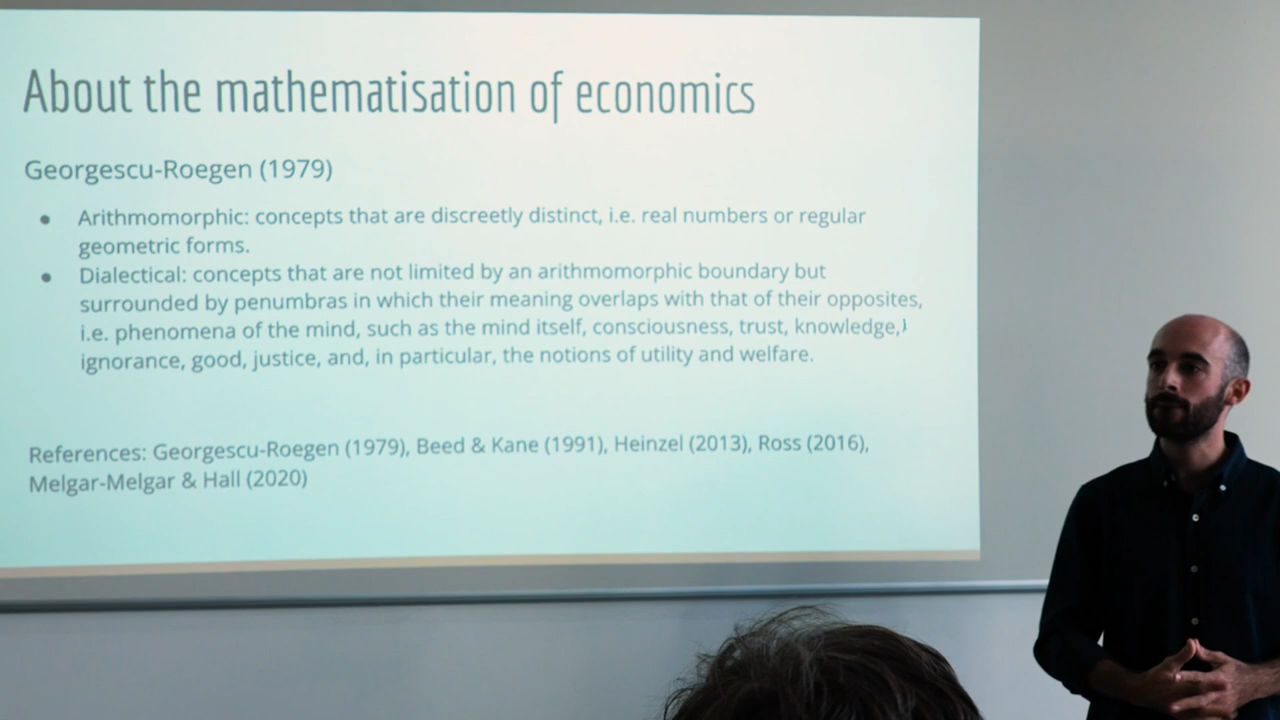 About the mathematisation of economics
Georgescu-Roegen (1979)
● Arithmomorphic: concepts that are discreetly distinct, i.e. real numbers or regular
geometric forms.
● Dialectical: concepts that are not limited by an arithmomorphic boundary but
surrounded by penumbras in which their meaning overlaps with that of their opposites,
i.e. phenomena of the mind, such as the mind itself, consciousness, trust, knowledge,
ignorance, good, justice, and, in particular, the notions of utility and welfare.
References: Georgescu-Roegen (1979), Beed & Kane (1991), Heinzel (2013), Ross (2016),
Melgar-Melgar & Hall (2020)